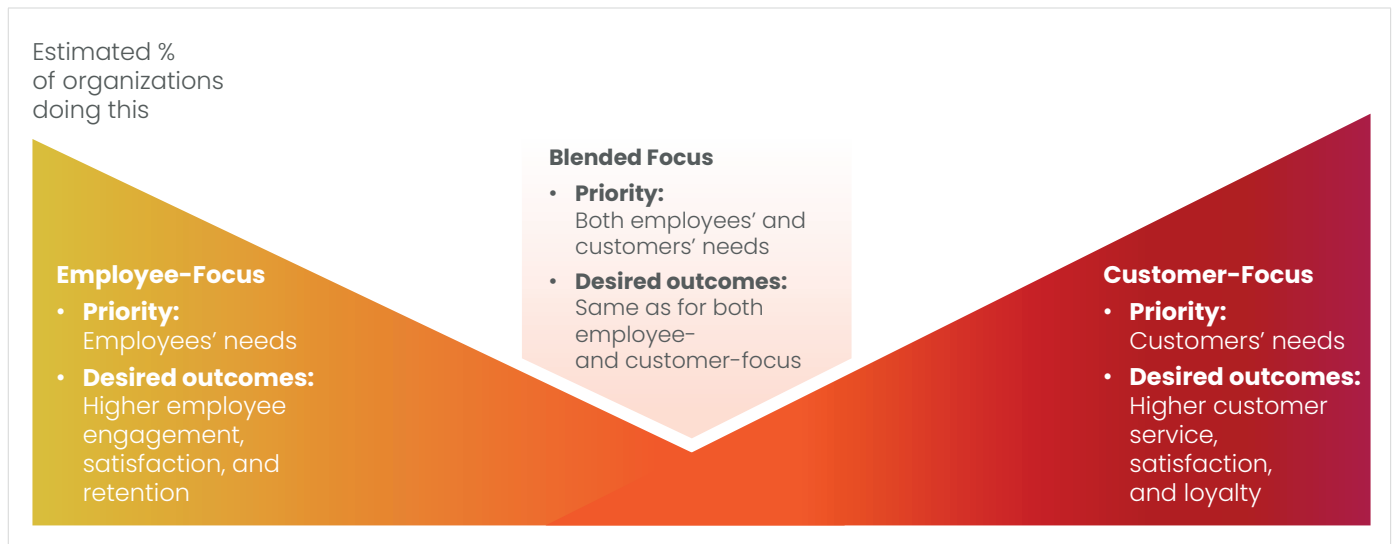 Estimated %
of organizations
doing this
Employee-Focus
• Priority:
Employees’ needs
• Desired outcomes:
Higher employee
engagement,
satisfaction, and
retention
Blended Focus
• Priority:
Both employees’ and
customers’ needs
• Desired outcomes:
Same as for both
employee-
and customer-focus
Customer-Focus
• Priority:
Customers’ needs
• Desired outcomes:
Higher customer
service,
satisfaction,
and loyalty